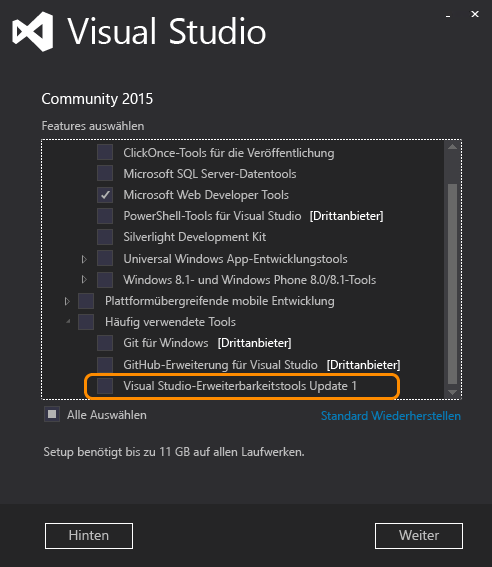 Visual Studio
Community 2015
Features auswählen
ClickOnce-Tools für die Veröffentlichung
Microsoft SQL Server-Datentools
Microsoft Web Developer Tools
PowerShell-Tools für Visual Studio [Drittanbieter]
Silverlight Development Kit
Universal Windows App-Entwicklungstools
Windows 8.1- und Windows Phone 8.0/8.1-Tools
Plattformübergreifende mobile Entwicklung
Häufig verwendete Tools
Git für Windows [Drittanbieter]
GitHub-Erweiterung für Visual Studio [Drittanbieter]
Visual Studio-Erweiterbarkeitstools Update 1
Alle Auswählen
Standard Wiederherstellen
Setup benötigt bis zu 11 GB auf allen Laufwerken.
Hinten
Weiter